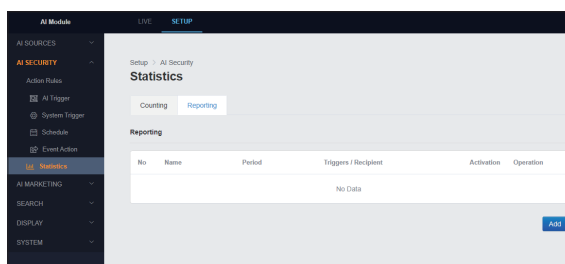 AI Module
LIVE SETUP
AI SOURCES
AI SECURITY
Action Rules
AI Trigger
System Trigger
Schedule
Event Action
Statistics
AI MARKETING
SEARCH
DISPLAY
SYSTEM
Setup > AI Security
Statistics
Counting Reporting
Reporting
No Name Period Triggers / Recipient Activation Operation
No Data
Add